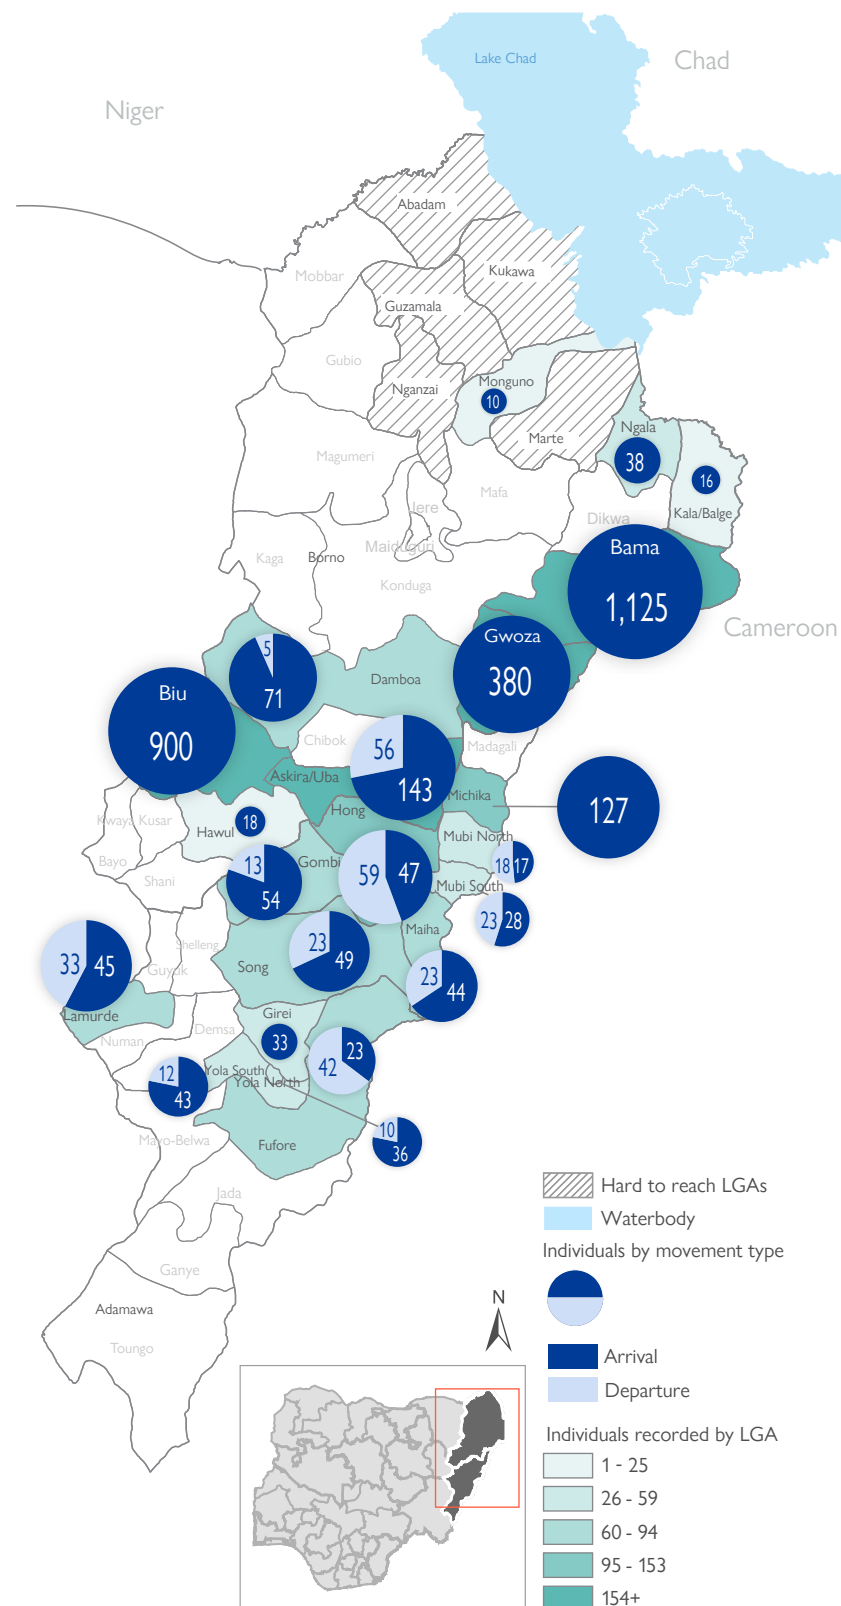 Lake Chad
Chad
Niger
Abadam
Kukawa
Mobbar
Guzamala
Gubio
Monguno
Nganzai
10
Ngala
Marte
Magumeri
38
16
Mafa
Jere
Kala/Balge
Dikwa
Maiduguri
Bama
Kaga
Borno
Konduga
1,125
Cameroon
Gwoza
5
Damboa
380
71
Biu
Chibok
900
Madagali
56
Askira/Uba
143
Michika
Hong
127
Kwaya Kusar
18
Hawul
Mubi North
Bayo
Gombi
13
59
47
18
17
Shani
54
Mubi South
23
28
Maiha
Shelleng
23
33
45
49
Song
Guyuk
23
44
Girei
Lamurde
Demsa
Numan
33
23
42
12
Yola South
Yola North
43
10
Mayo-Belwa
Fufore
36
Jada
Hard to reach LGAs
Waterbody
Individuals by movement type
Ganye
N
Adamawa
Toungo
Arrival
Departure
Individuals recorded by LGA
1 - 25
26 - 59
60 - 94
95 - 153
154+